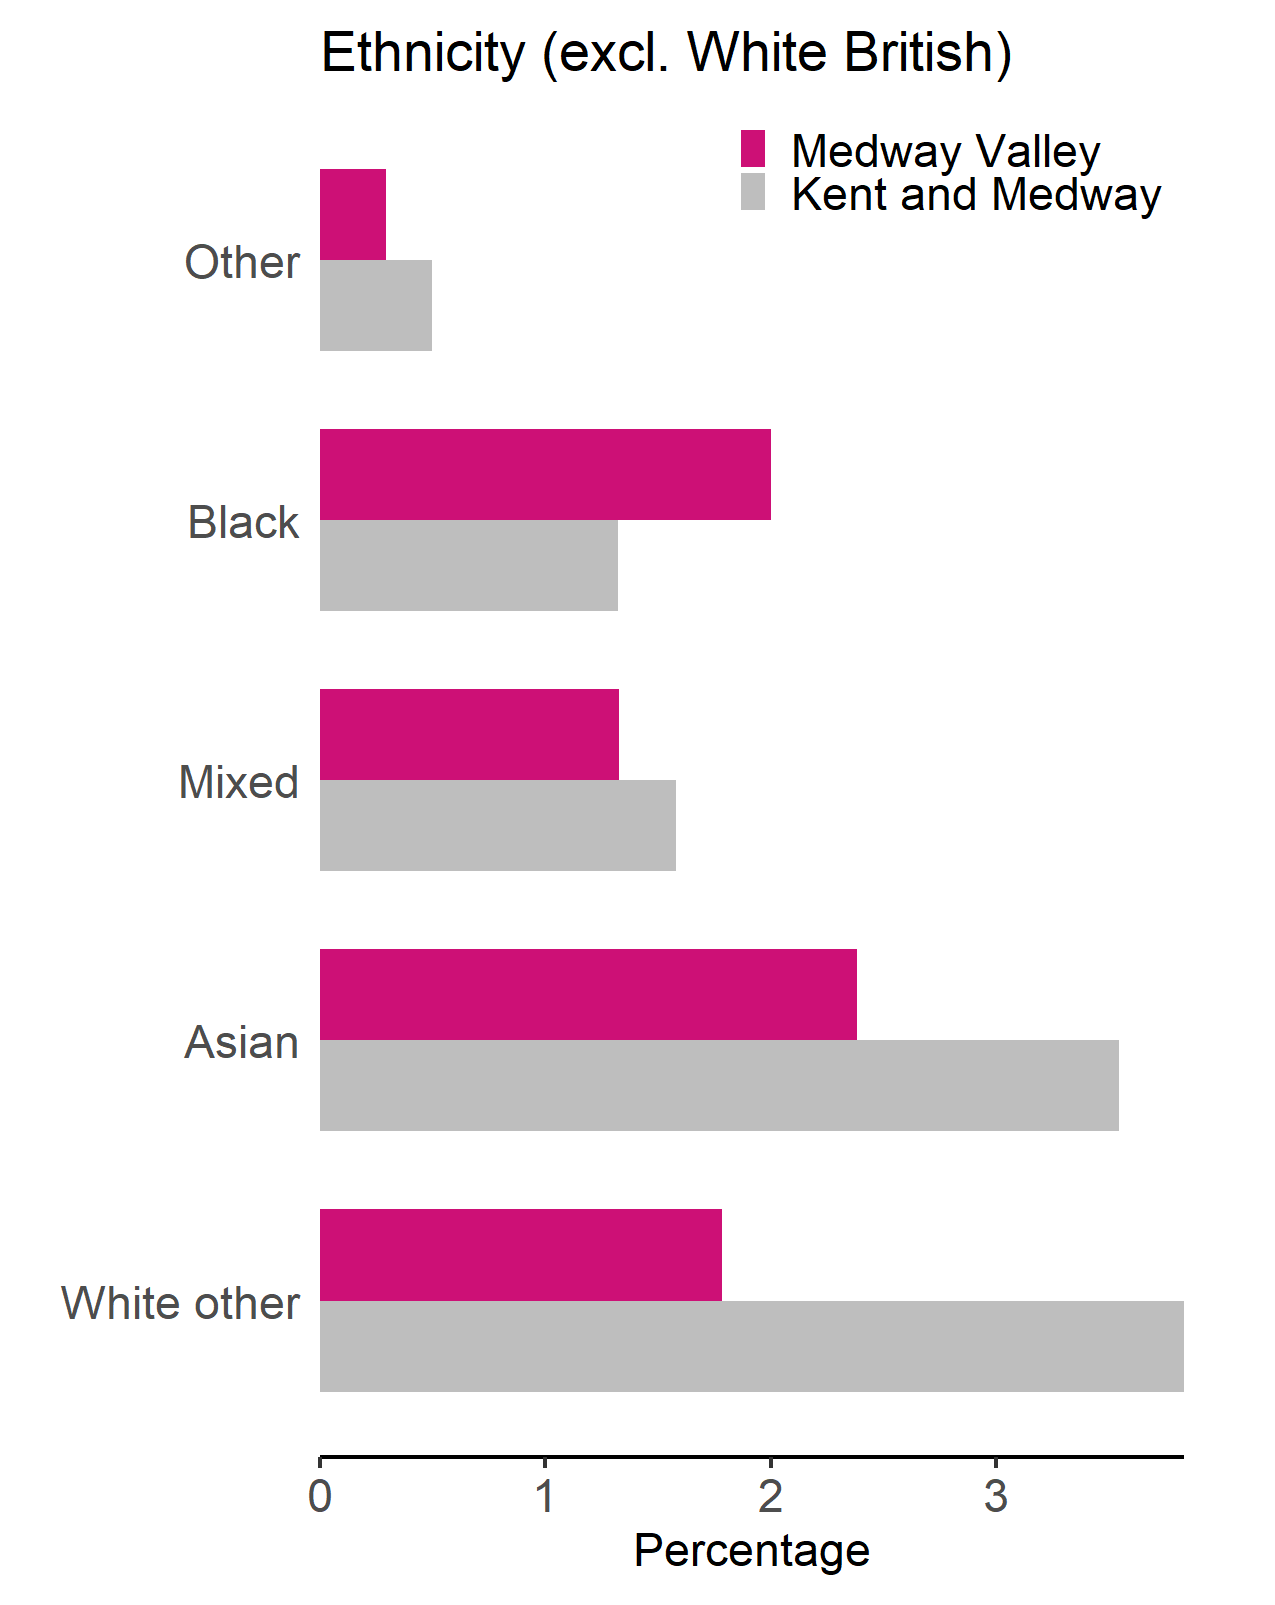 Ethnicity (excl. White British)
Medway Valley
Kent and Medway
Other
Black
Mixed
Asian
White other
0 1 2 3
Percentage